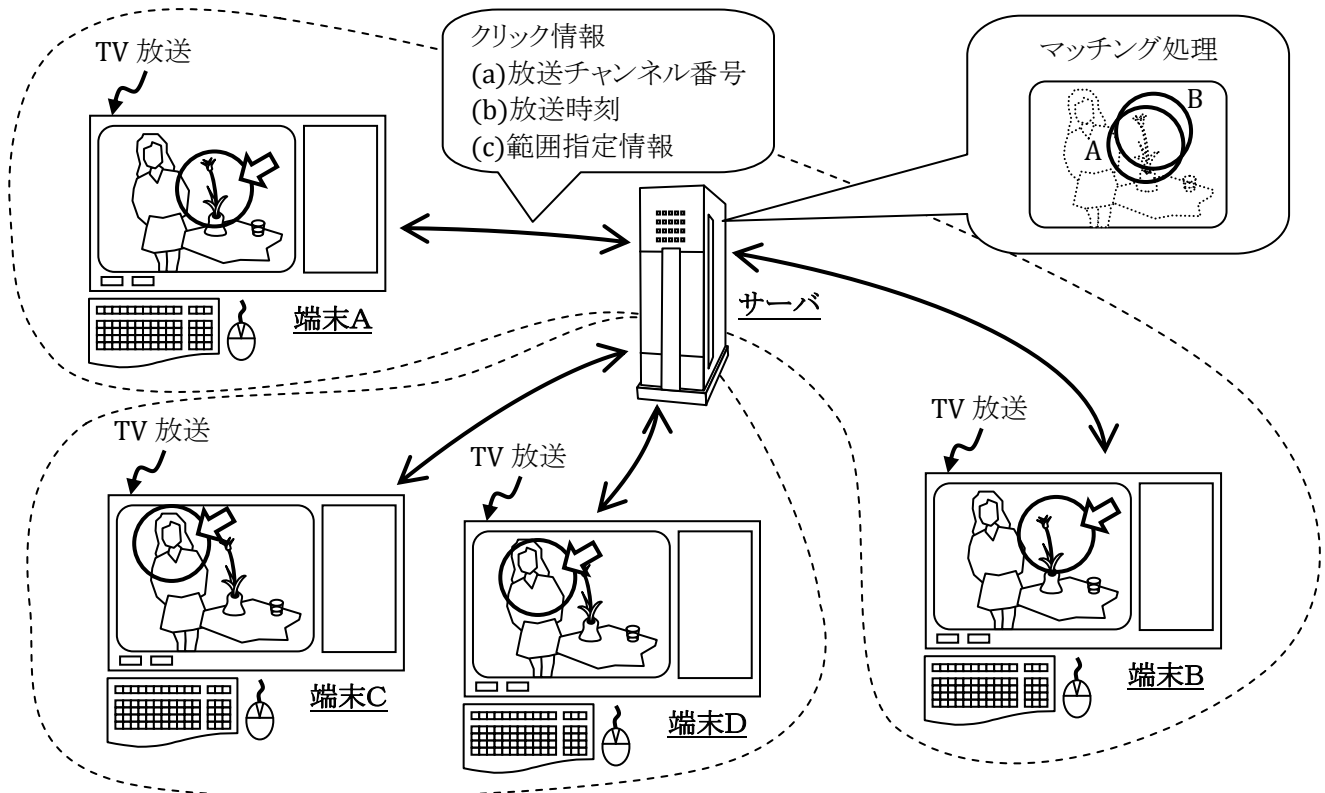 TV 放送
クリック情報
(a)放送チャンネル番号
(b)放送時刻
(c)範囲指定情報
マッチング処理
B
A
端末A
サーバ
TV 放送
TV 放送
TV 放送
端末C
端末D
端末B